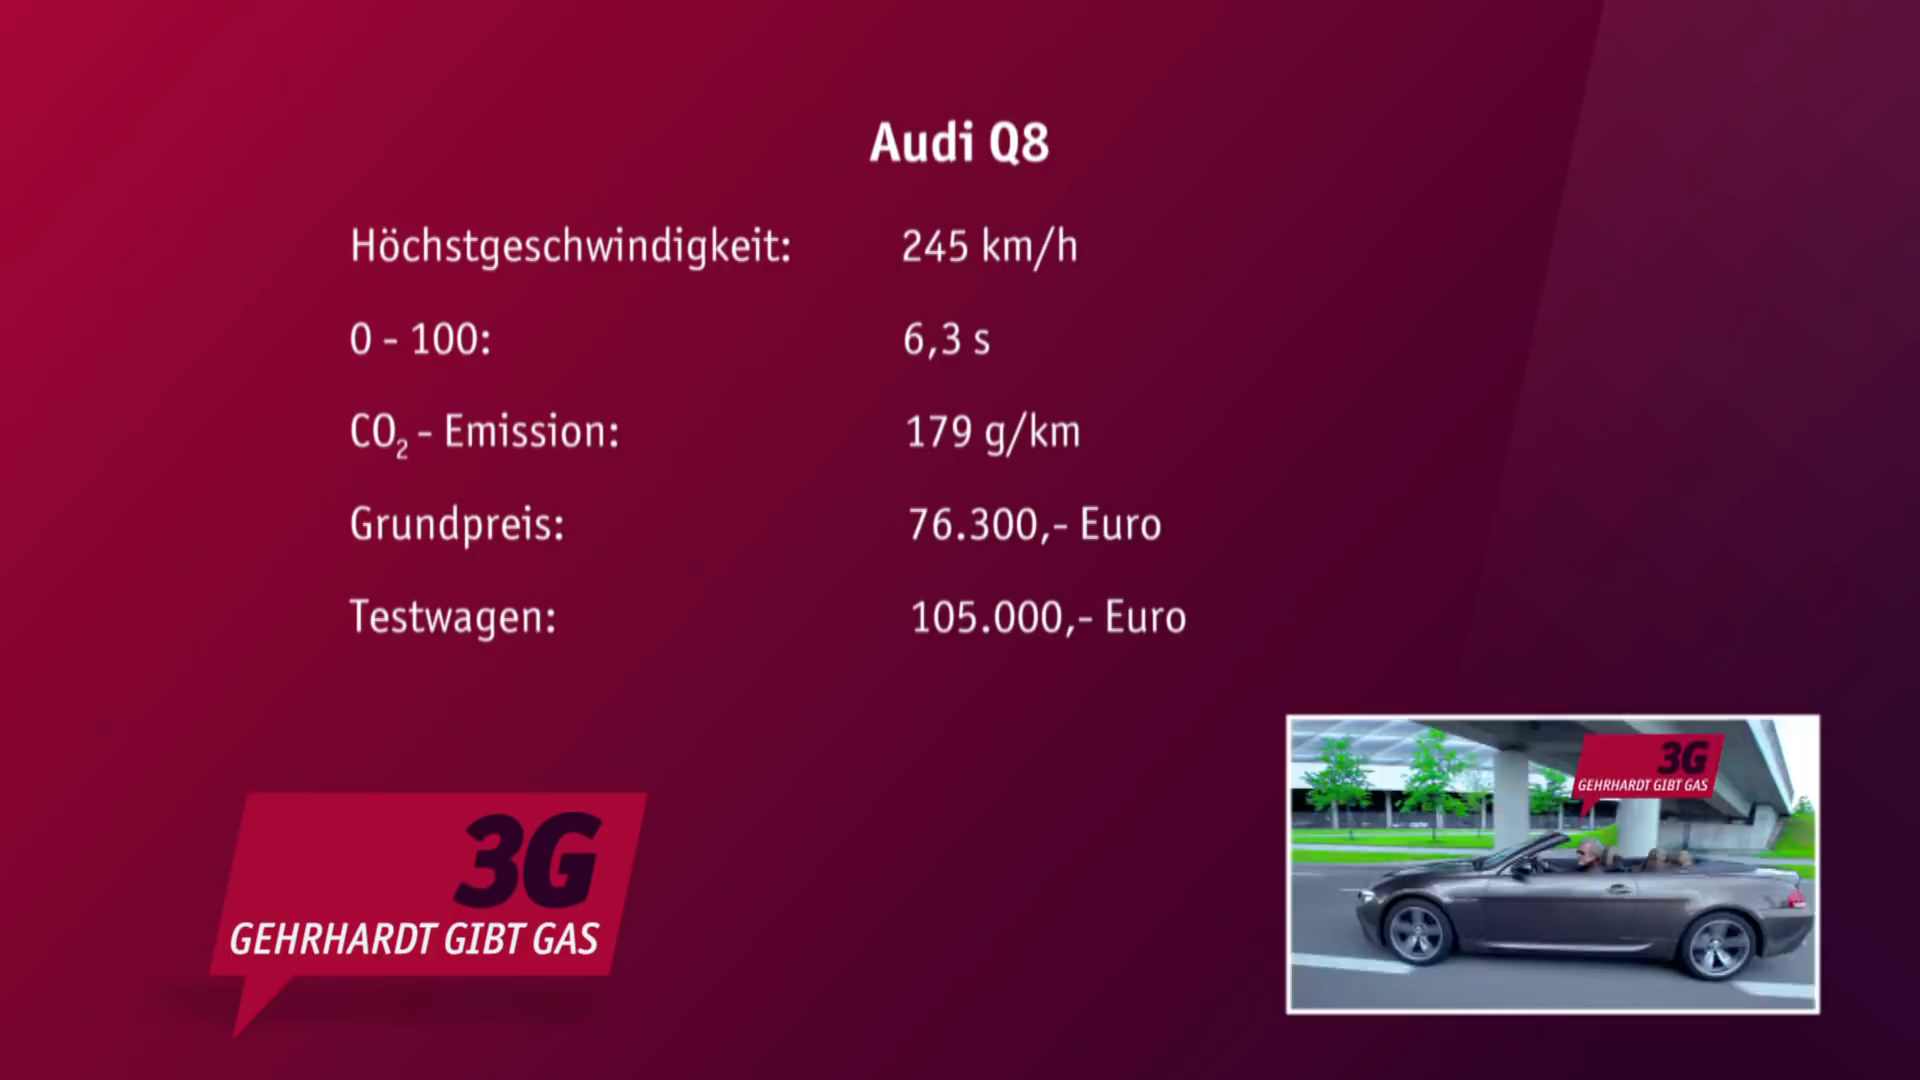 Audi Q8
Höchstgeschwindigkeit: 245 km/h
0 - 100: 6,3 s
CO₂ - Emission: 179 g/km
Grundpreis: 76.300,- Euro
Testwagen: 105.000,- Euro
3G
GEHRHARDT GIBT GAS
3G
GEHRHARDT GIBT GAS